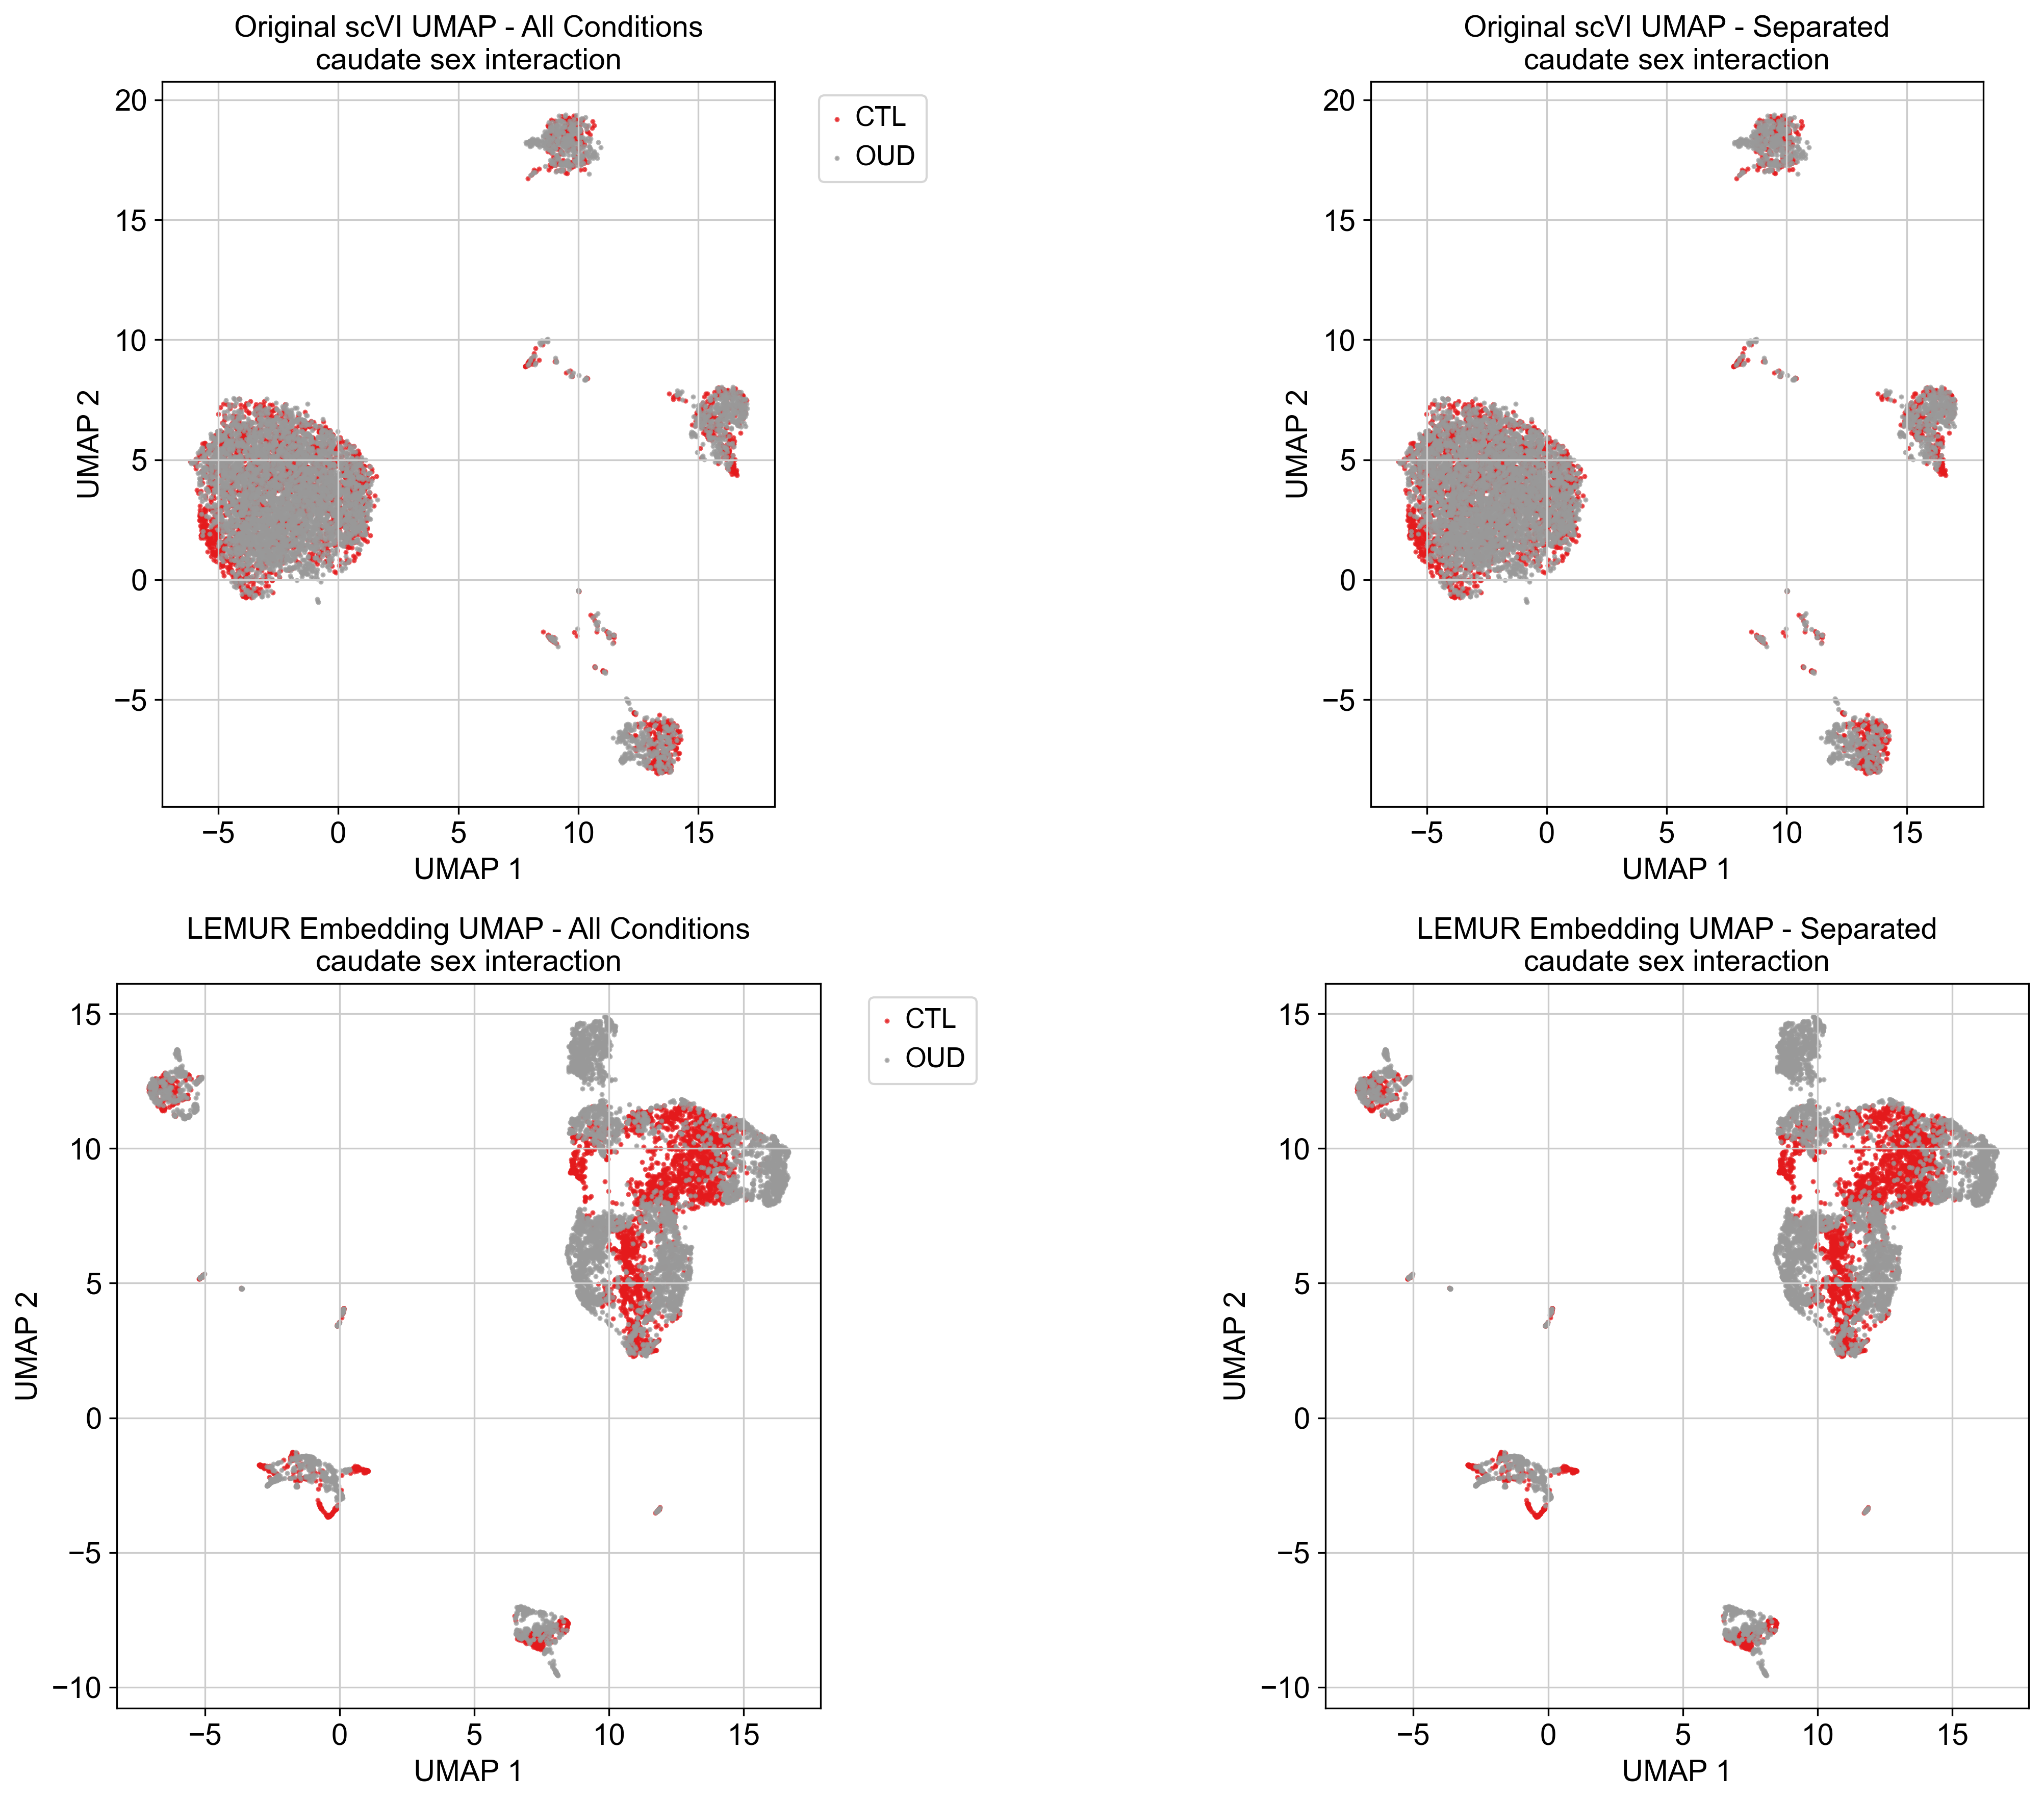 Original scVI UMAP - All Conditions
caudate sex interaction
20
15
10
5
0
−5
UMAP 2
−5 0 5 10 15
UMAP 1
CTL
OUD
Original scVI UMAP - Separated
caudate sex interaction
20
15
10
5
0
−5
UMAP 2
−5 0 5 10 15
UMAP 1
LEMUR Embedding UMAP - All Conditions
caudate sex interaction
15
10
5
0
−5
−10
UMAP 2
−5 0 5 10 15
UMAP 1
CTL
OUD
LEMUR Embedding UMAP - Separated
caudate sex interaction
15
10
5
0
−5
−10
UMAP 2
−5 0 5 10 15
UMAP 1